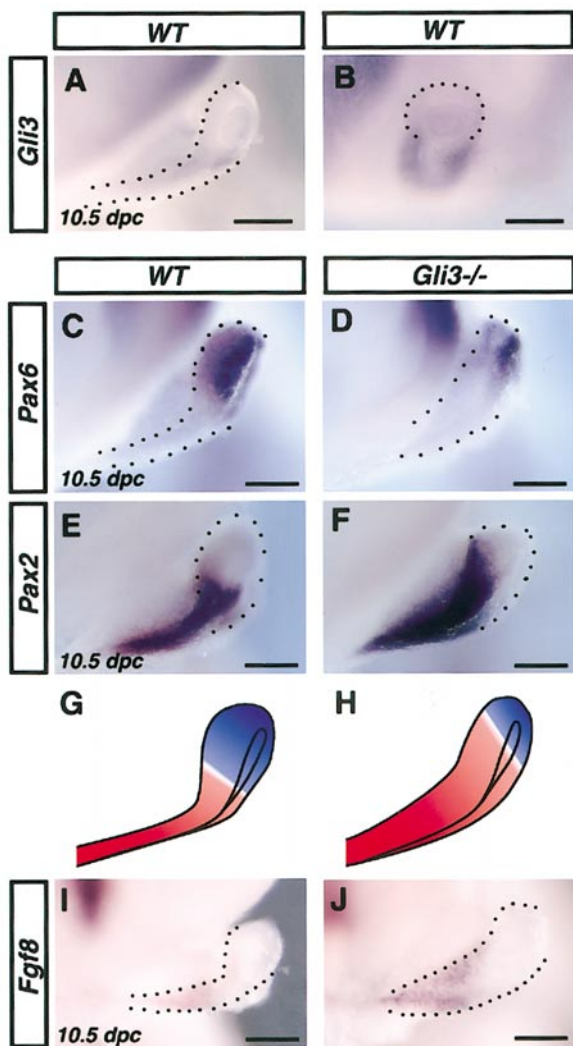 WT WT
Gli3
A B
10.5 dpc
WT Gli3-/-
Pax6
C D
10.5 dpc
Pax2
E F
10.5 dpc
G H
Fgf8
I J
10.5 dpc